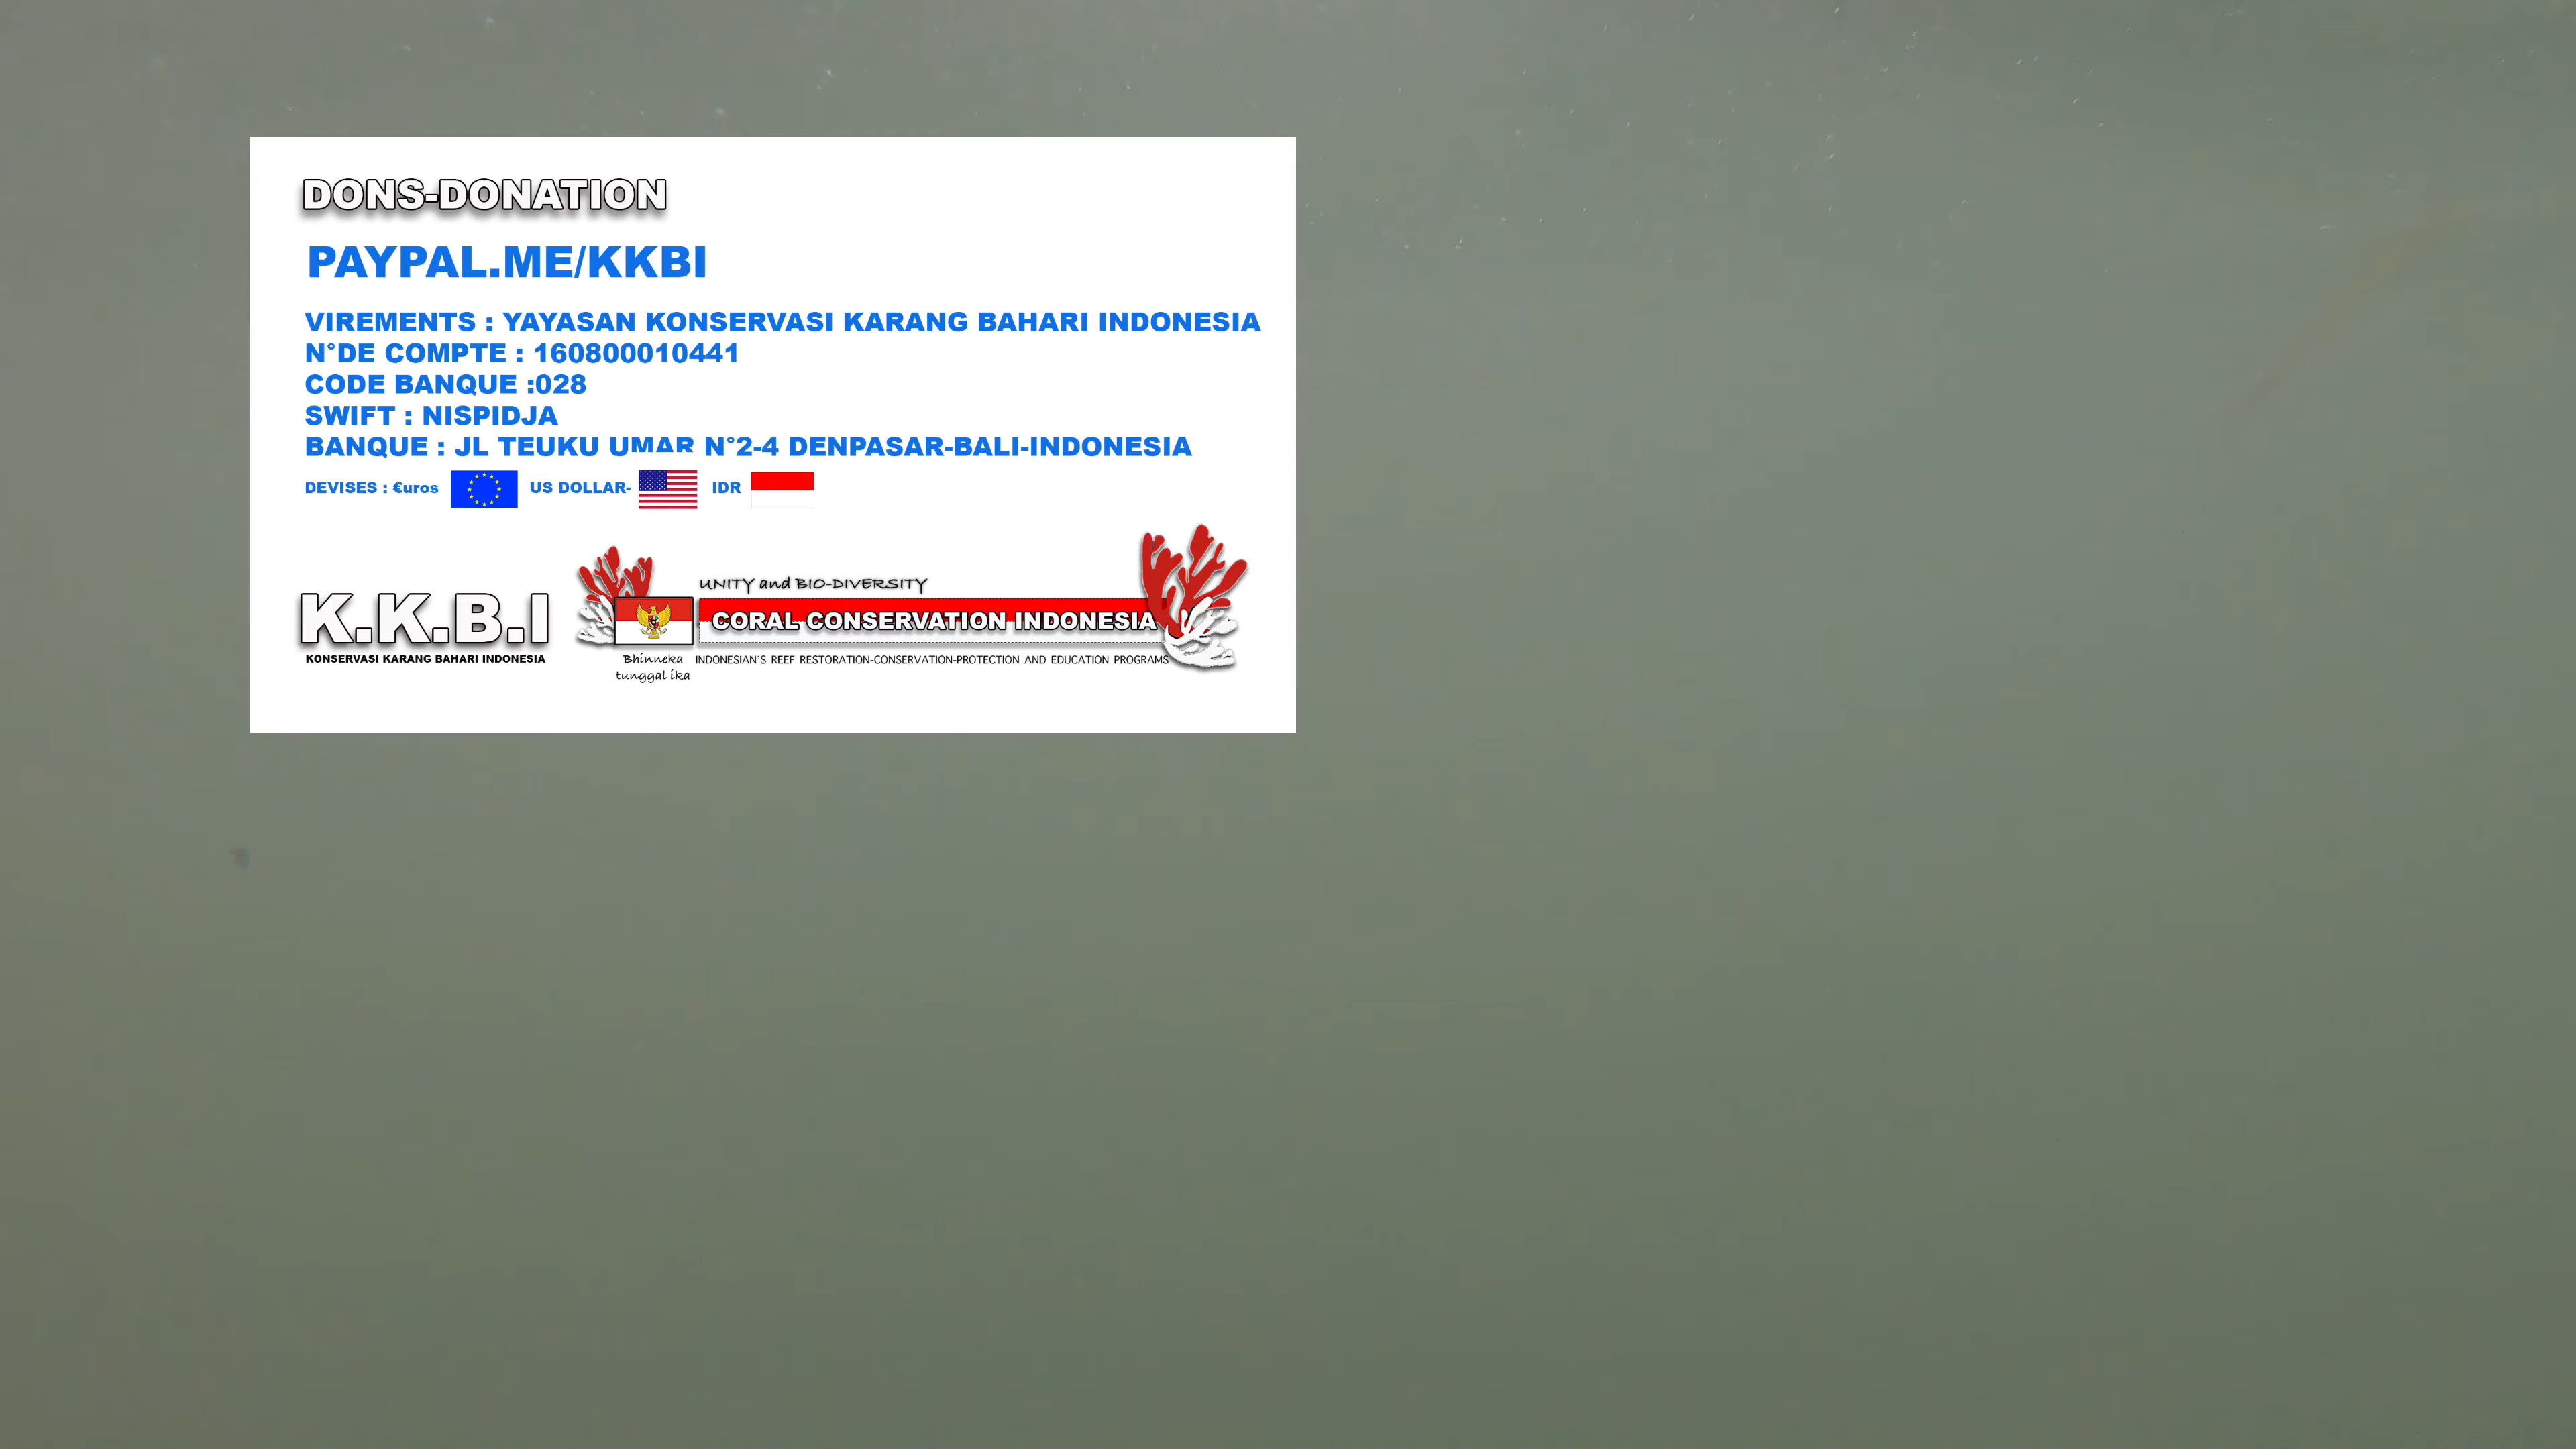 DONS-DONATION
PAYPAL.ME/KKBI
VIREMENTS : YAYASAN KONSERVASI KARANG BAHARI INDONESIA
N°DE COMPTE : 160800010441
CODE BANQUE :028
SWIFT : NISPIDJA
BANQUE : JL TEUKU UMAR N°2-4 DENPASAR-BALI-INDONESIA
DEVISES : €uros US DOLLAR- IDR
UNITY and BIO-DIVERSITY
K.K.B.I
CORAL CONSERVATION INDONESIA
KONSERVASI KARANG BAHARI INDONESIA
Bhinneka tunggal ika
INDONESIAN'S REEF RESTORATION-CONSERVATION-PROTECTION AND EDUCATION PROGRAMS